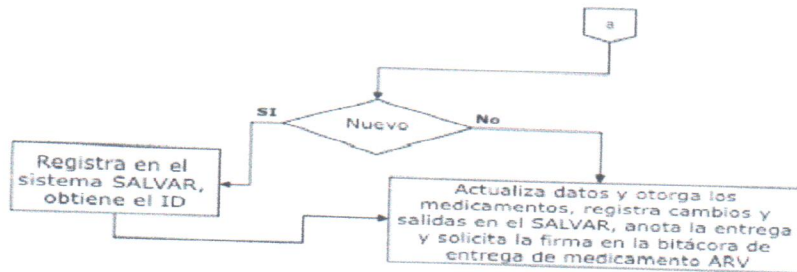 a
Nuevo
SI
No
Registra en el
sistema SALVAR,
obtiene el ID
Actualiza datos y otorga los
medicamentos, registra cambios y
salidas en el SALVAR, anota la entrega
y solicita la firma en la bitácora de
entrega de medicamento ARV